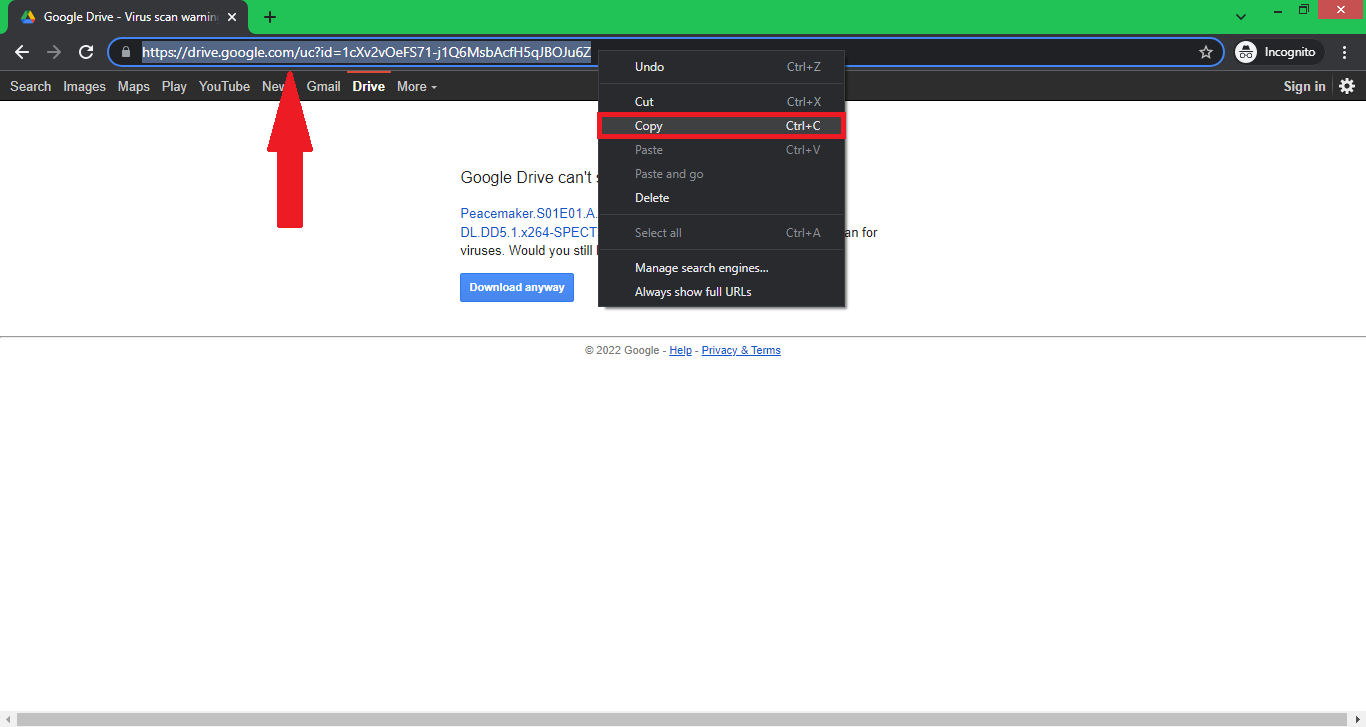 Google Drive - Virus scan warning
https://drive.google.com/uc?id=1cXv2vOeFS71-j1Q6MsbAcfH5qJBOJu6Z
Incognito
Search Images Maps Play YouTube Gmail Drive More
Sign in
Undo Ctrl+Z
Cut Ctrl+X
Copy Ctrl+C
Paste Ctrl+V
Paste and go
Delete
Select all Ctrl+A
Manage search engines...
Always show full URLs
Google Drive can't
Peacemaker.S01E01.A.
DL.DD5.1.x264-SPECT an for
viruses. Would you still
Download anyway
© 2022 Google - Help - Privacy & Terms